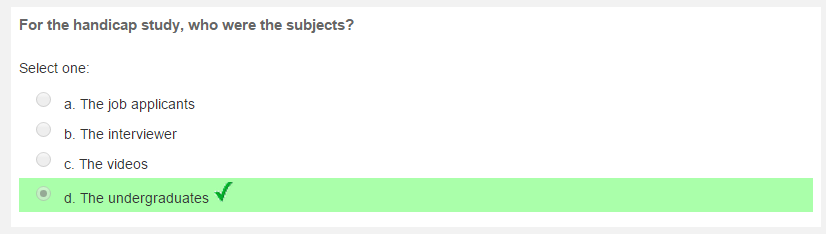 For the handicap study, who were the subjects?
Select one:
a. The job applicants
b. The interviewer
c. The videos
d. The undergraduates